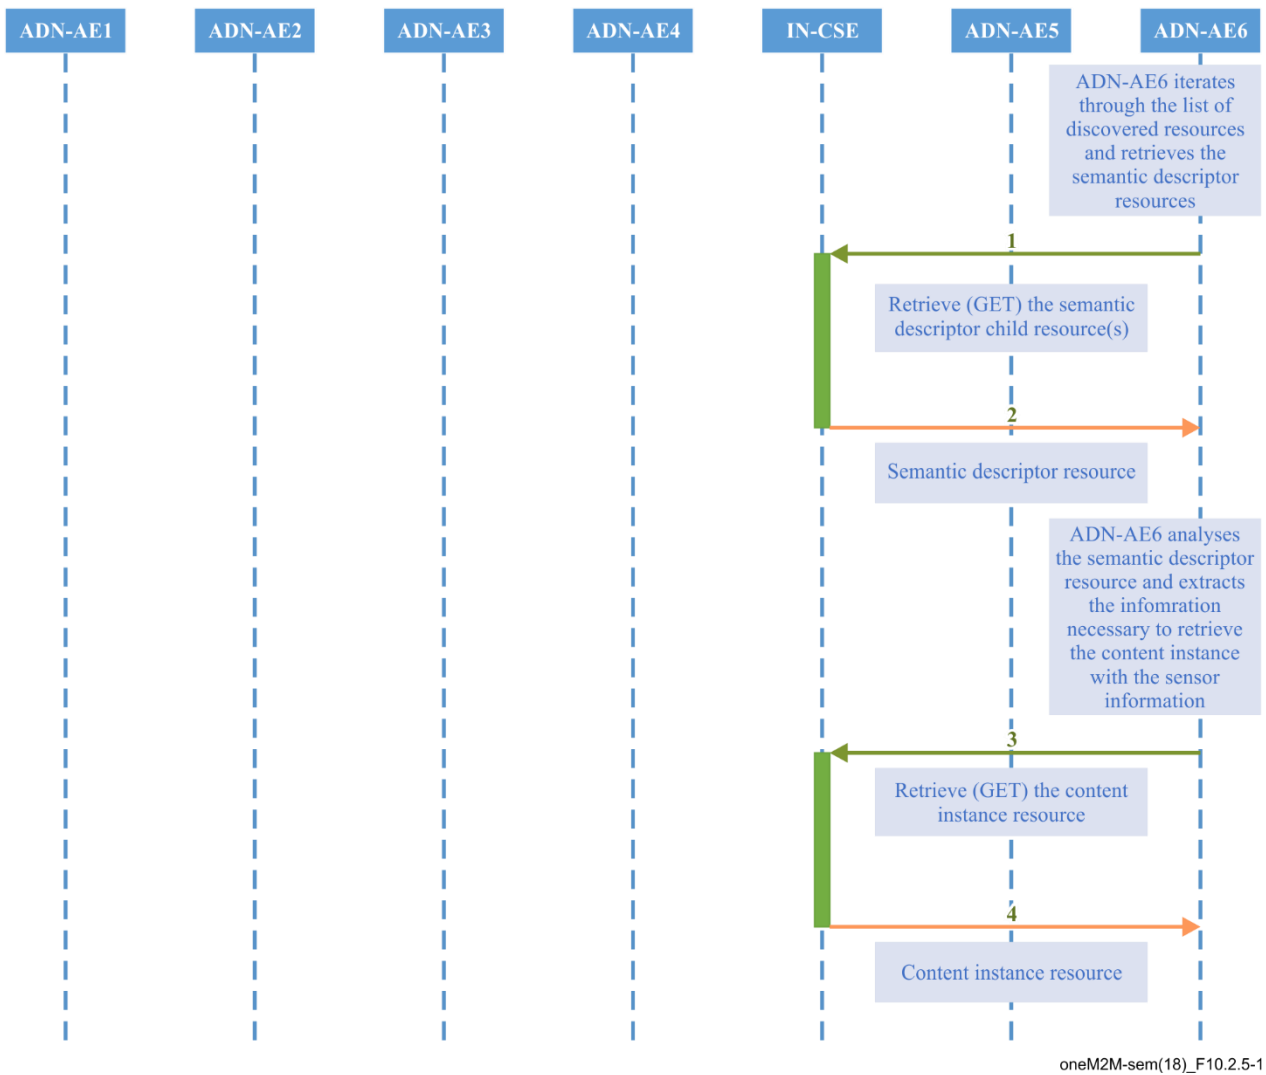 ADN-AE1 ADN-AE2 ADN-AE3 ADN-AE4 IN-CSE ADN-AE5 ADN-AE6
ADN-AE6 iterates
through the list of
discovered resources
and retrieves the
semantic descriptor
resources
1
Retrieve (GET) the semantic
descriptor child resource(s)
2
Semantic descriptor resource
ADN-AE6 analyses
the semantic descriptor
resource and extracts
the infomration
necessary to retrieve
the content instance
with the sensor
information
3
Retrieve (GET) the content
instance resource
4
Content instance resource
oneM2M-sem(18)_F10.2.5-1